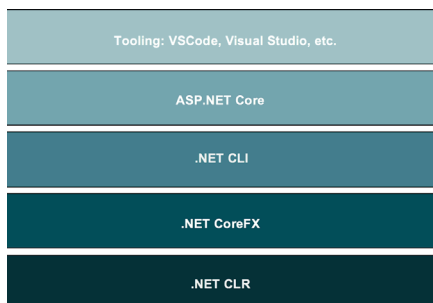 Tooling: VSCode, Visual Studio, etc.
ASP.NET Core
.NET CLI
.NET CoreFX
.NET CLR